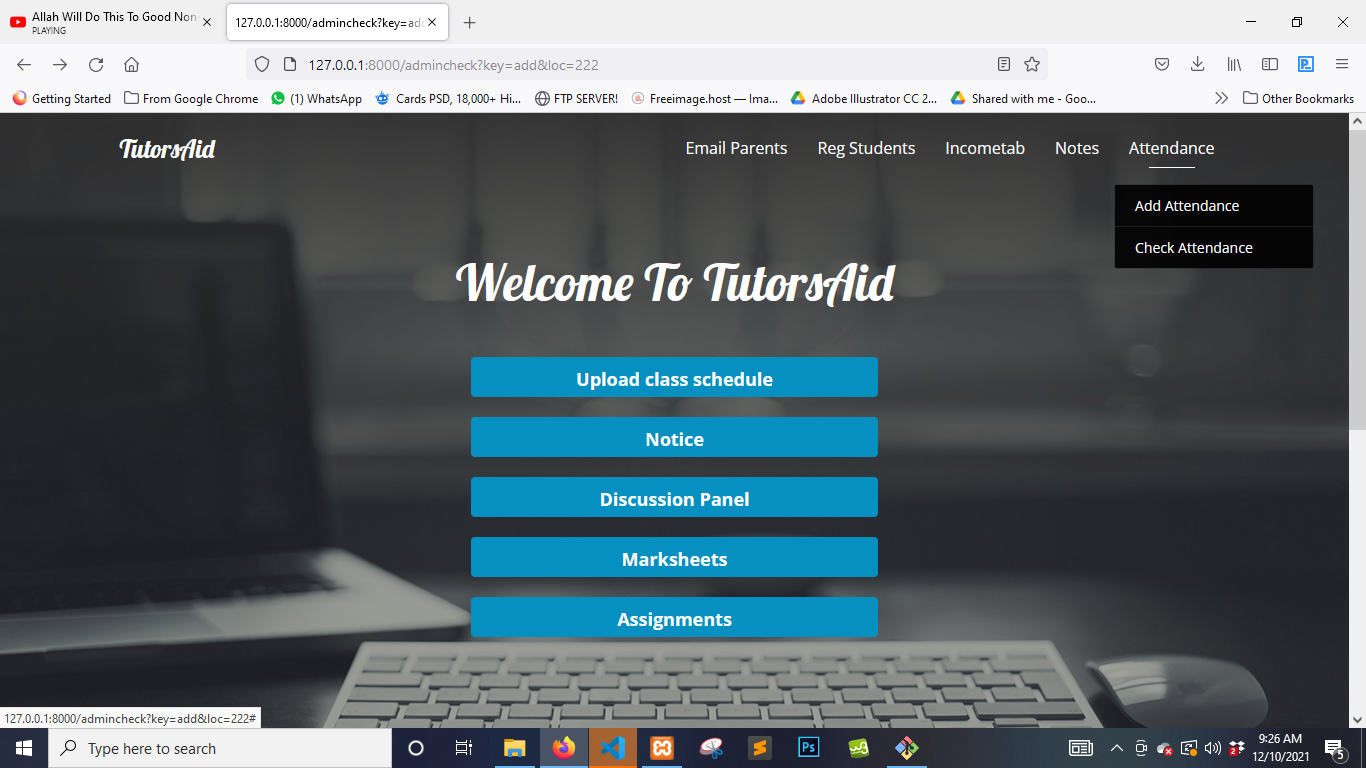 Allah Will Do This To Good Non-
PLAYING
127.0.0.1:8000/admincheck?key=add
127.0.0.1:8000/admincheck?key=add&loc=222
Getting Started
From Google Chrome
(1) WhatsApp
Cards PSD, 18,000+ Hi...
FTP SERVER!
Freeimage.host — Ima...
Adobe Illustrator CC 2...
Shared with me - Goo...
Other Bookmarks
TutorsAid
Email Parents
Reg Students
Incometab
Notes
Attendance
Add Attendance
Check Attendance
Welcome To TutorsAid
Upload class schedule
Notice
Discussion Panel
Marksheets
Assignments
127.0.0.1:8000/admincheck?key=add&loc=222#
Type here to search
Ps
2
9:26 AM
12/10/2021
5